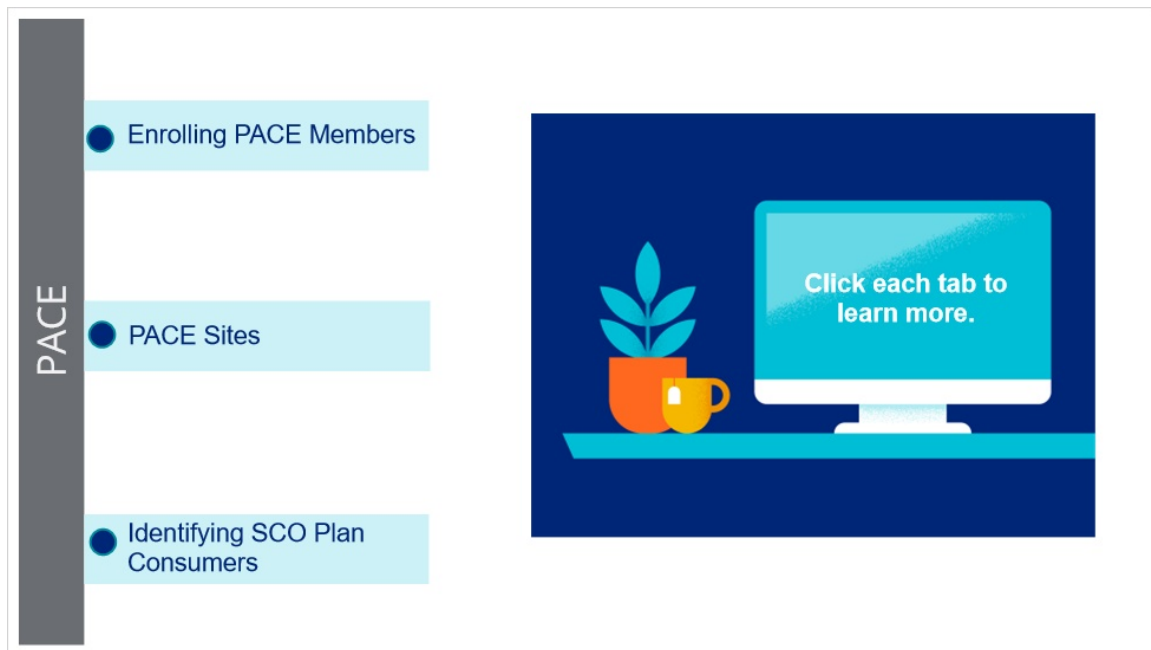 PACE
Enrolling PACE Members
PACE Sites
Identifying SCO Plan
Consumers
Click each tab to
learn more.